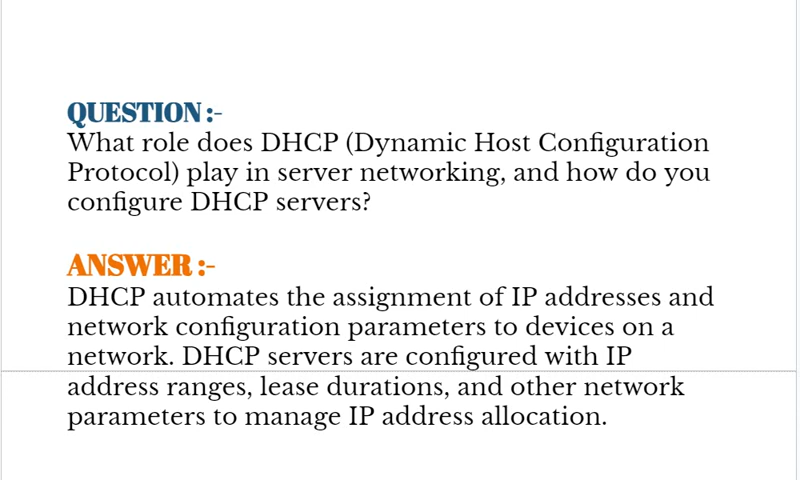 QUESTION :-
What role does DHCP (Dynamic Host Configuration
Protocol) play in server networking, and how do you
configure DHCP servers?
ANSWER :-
DHCP automates the assignment of IP addresses and
network configuration parameters to devices on a
network. DHCP servers are configured with IP
address ranges, lease durations, and other network
parameters to manage IP address allocation.